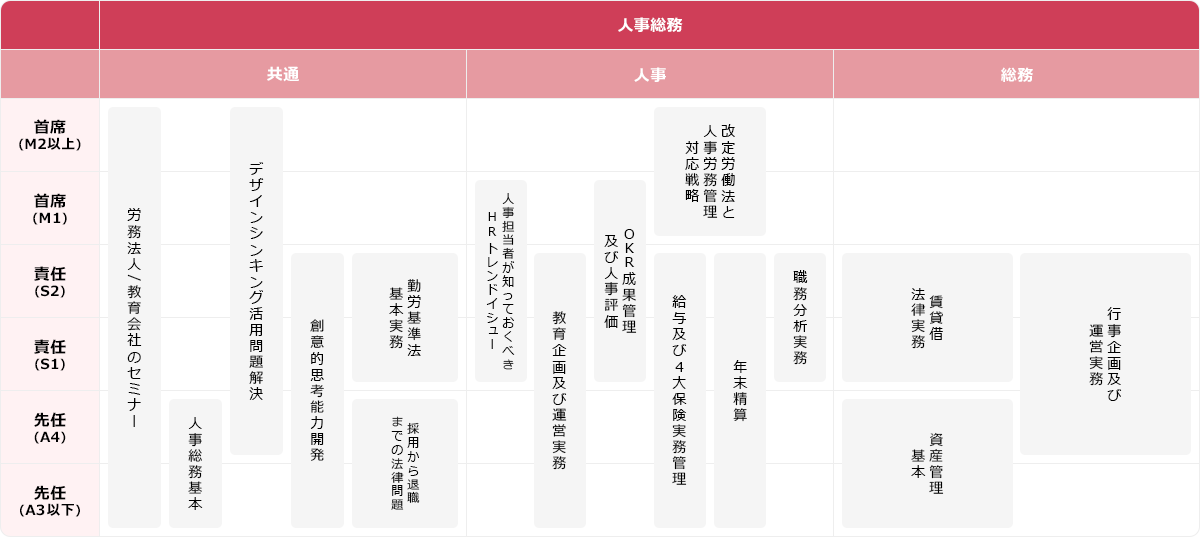 人事総務
共通
人事
総務
首席
(M2以上)
首席
(M1)
責任
(S2)
責任
(S1)
先任
(A4)
先任
(A3以下)
労務法人/教育会社のセミナー
人事総務基本
デザインシンキング活用問題解決
創意的思考能力開発
勤労基準法
基本実務
採用から退職
までの法律問題
人事担当者が知っておくべき
HRトレンドイシュー
教育企画及び運営実務
OKR成果管理
及び人事評価
改定労働法と
人事労務管理
対応戦略
給与及び4大保険実務管理
年末精算
職務分析実務
賃貸借
法律実務
資産管理
基本
行事企画及び
運営実務